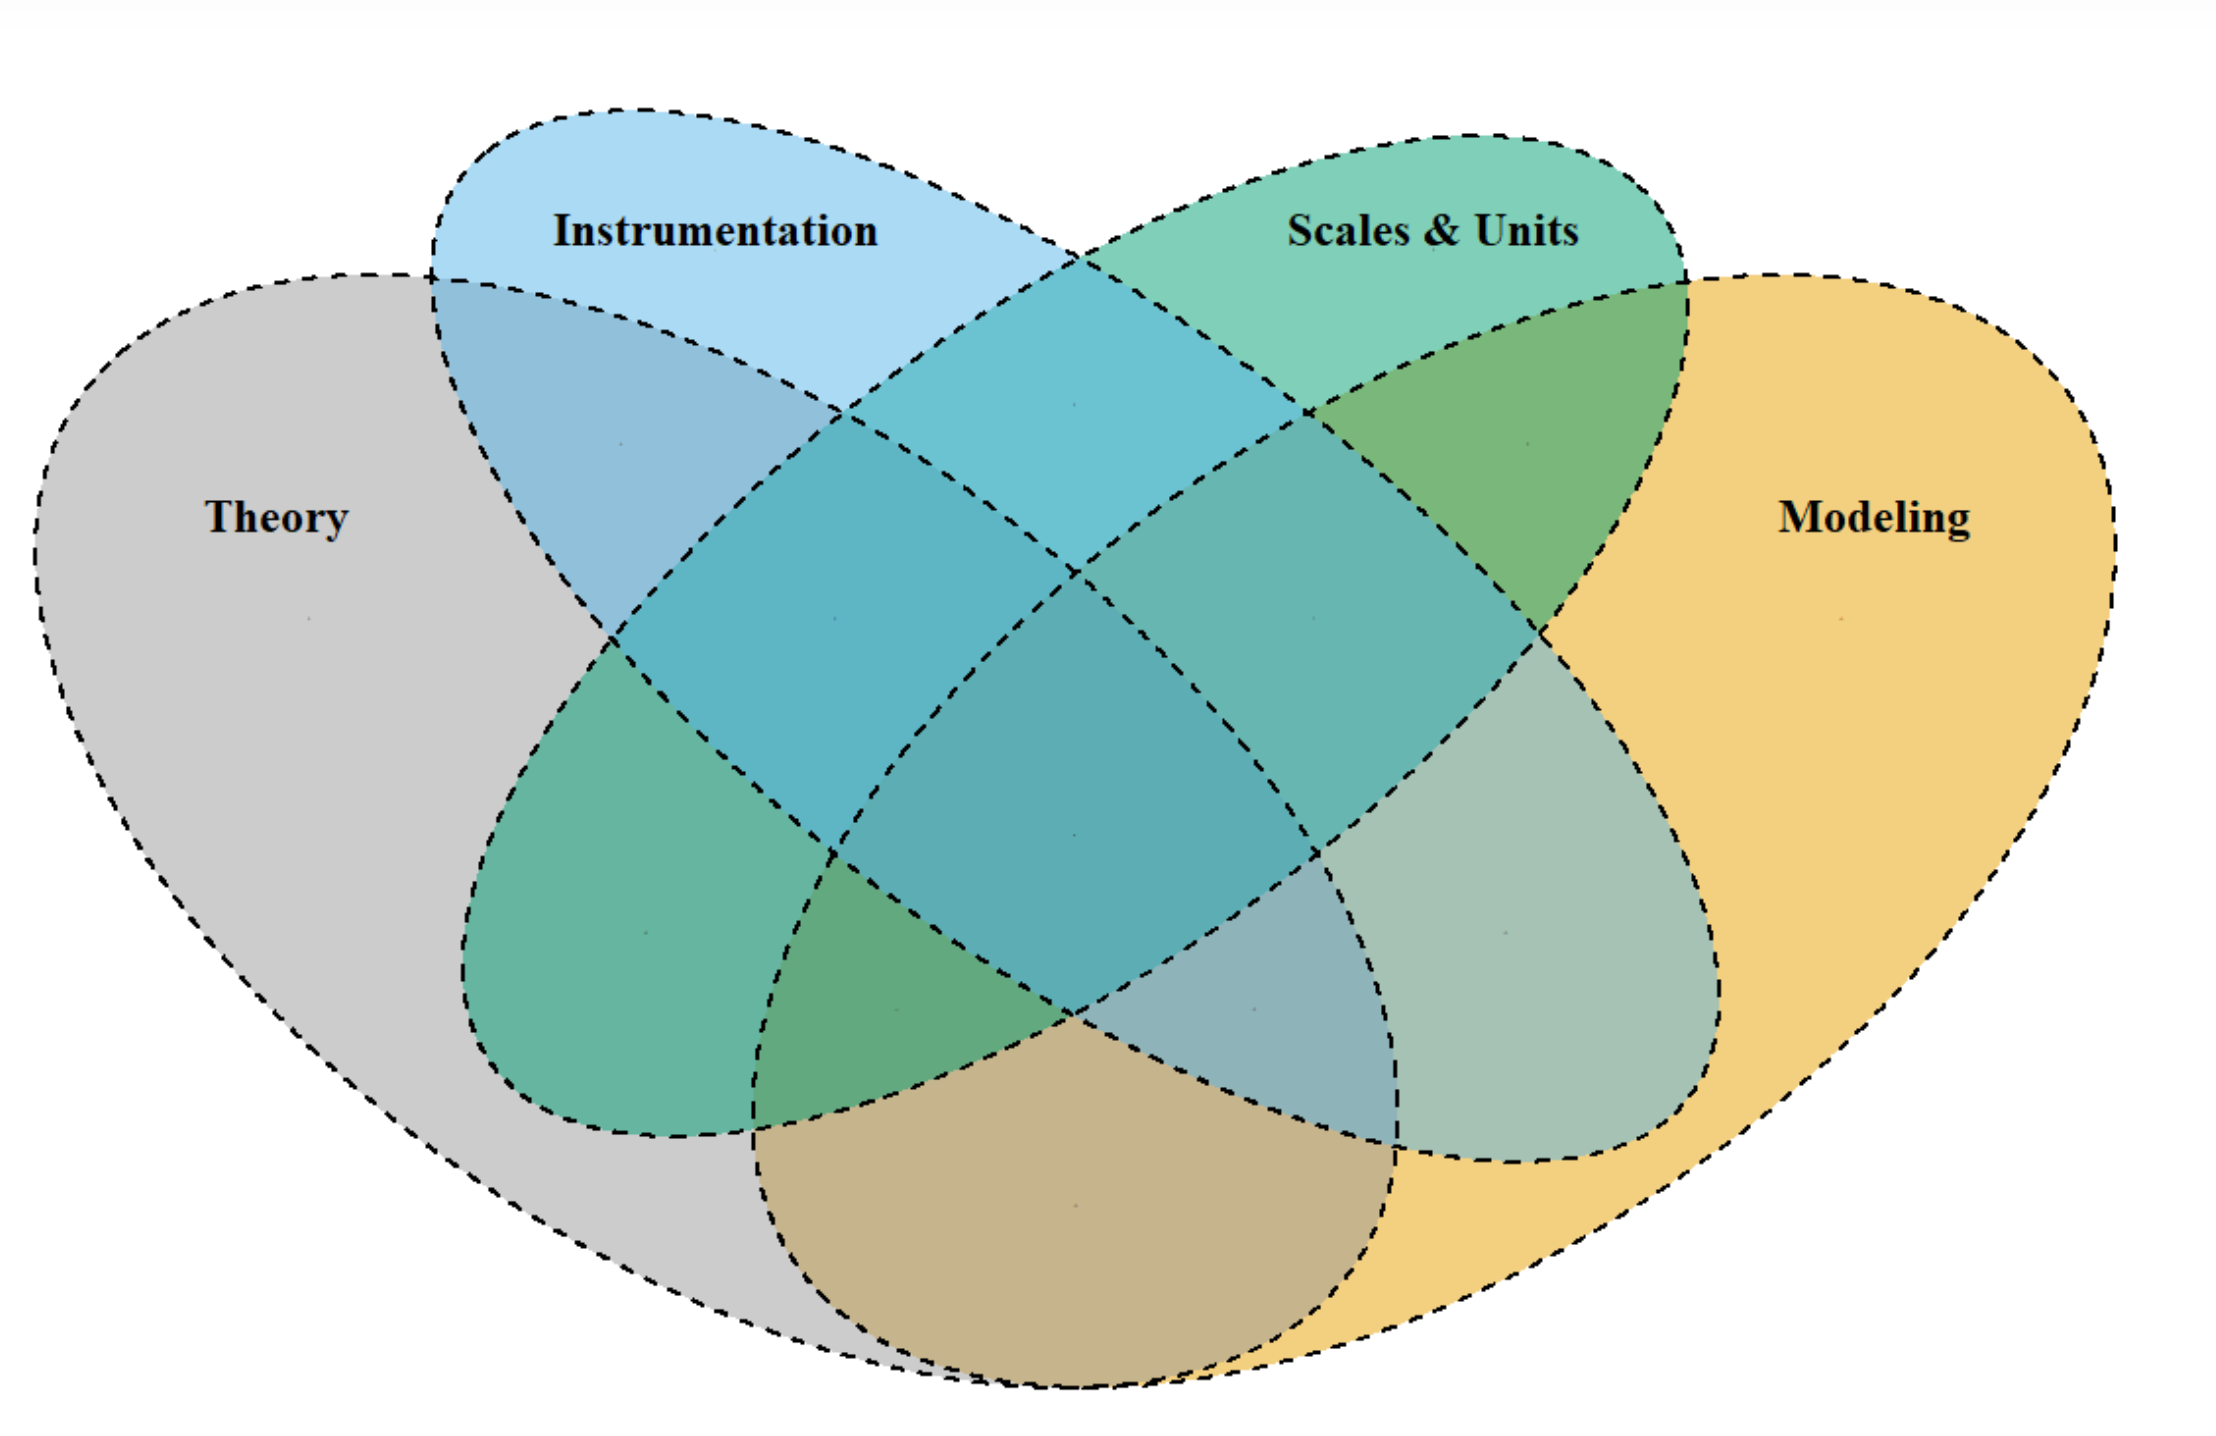 Instrumentation
Scales & Units
Theory
Modeling